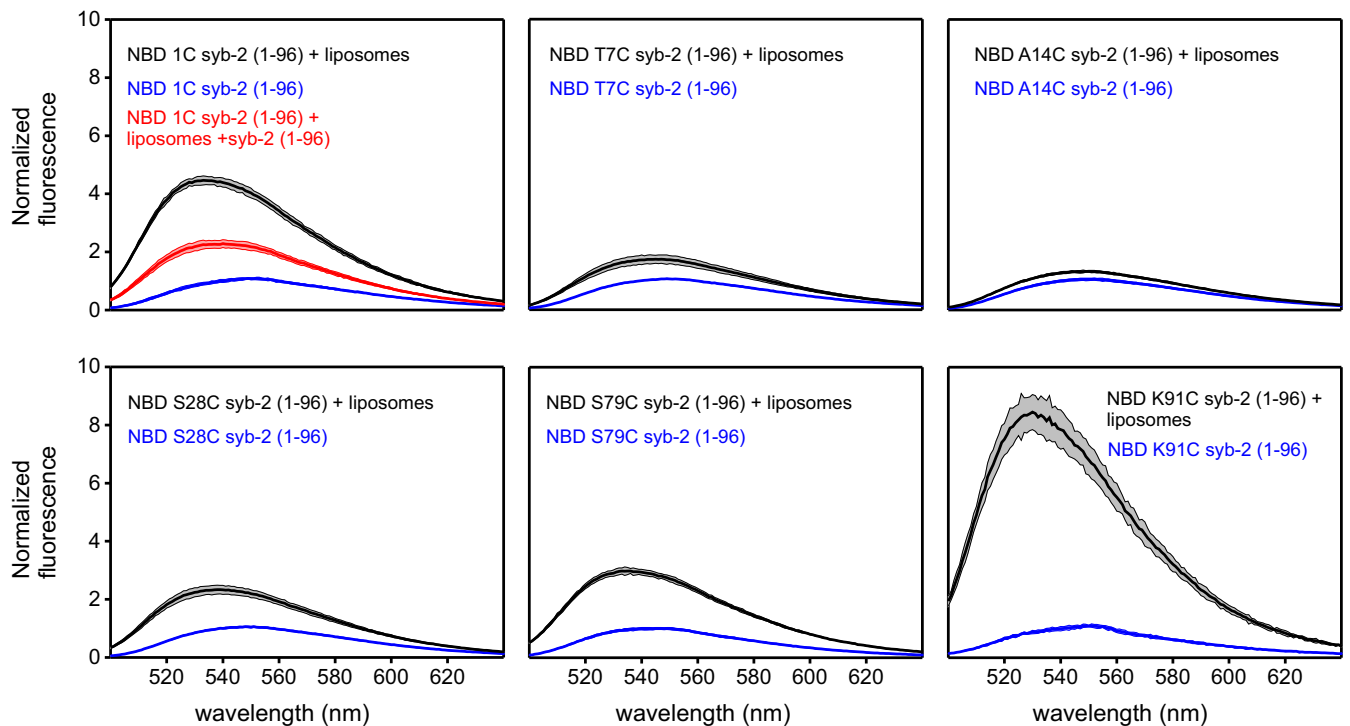 10
8
6
4
2
0
Normalized
fluorescence
NBD 1C syb-2 (1-96) + liposomes
NBD 1C syb-2 (1-96)
NBD 1C syb-2 (1-96) +
liposomes +syb-2 (1-96)
NBD T7C syb-2 (1-96) + liposomes
NBD T7C syb-2 (1-96)
NBD A14C syb-2 (1-96) + liposomes
NBD A14C syb-2 (1-96)
10
8
6
4
2
0
Normalized
fluorescence
NBD S28C syb-2 (1-96) + liposomes
NBD S28C syb-2 (1-96)
NBD S79C syb-2 (1-96) + liposomes
NBD S79C syb-2 (1-96)
NBD K91C syb-2 (1-96) +
liposomes
NBD K91C syb-2 (1-96)
520 540 560 580 600 620
520 540 560 580 600 620
520 540 560 580 600 620
wavelength (nm)
wavelength (nm)
wavelength (nm)